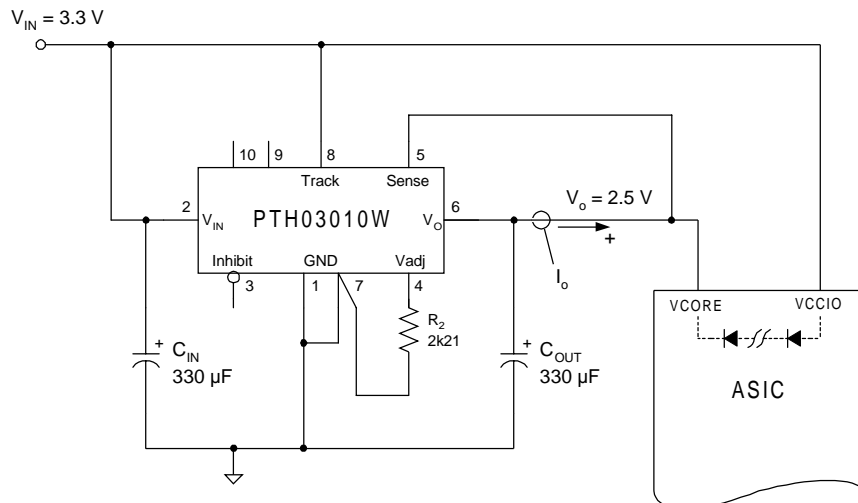 V_IN = 3.3 V
10 9 8 5
Track Sense
2 V_IN PTH03010W V_O 6
V_o = 2.5 V
+
I_o
Inhibit GND Vadj
3 1 7 4
VCORE VCCIO
+ C_IN
330 µF
R_2
2k21
+ C_OUT
330 µF
ASIC